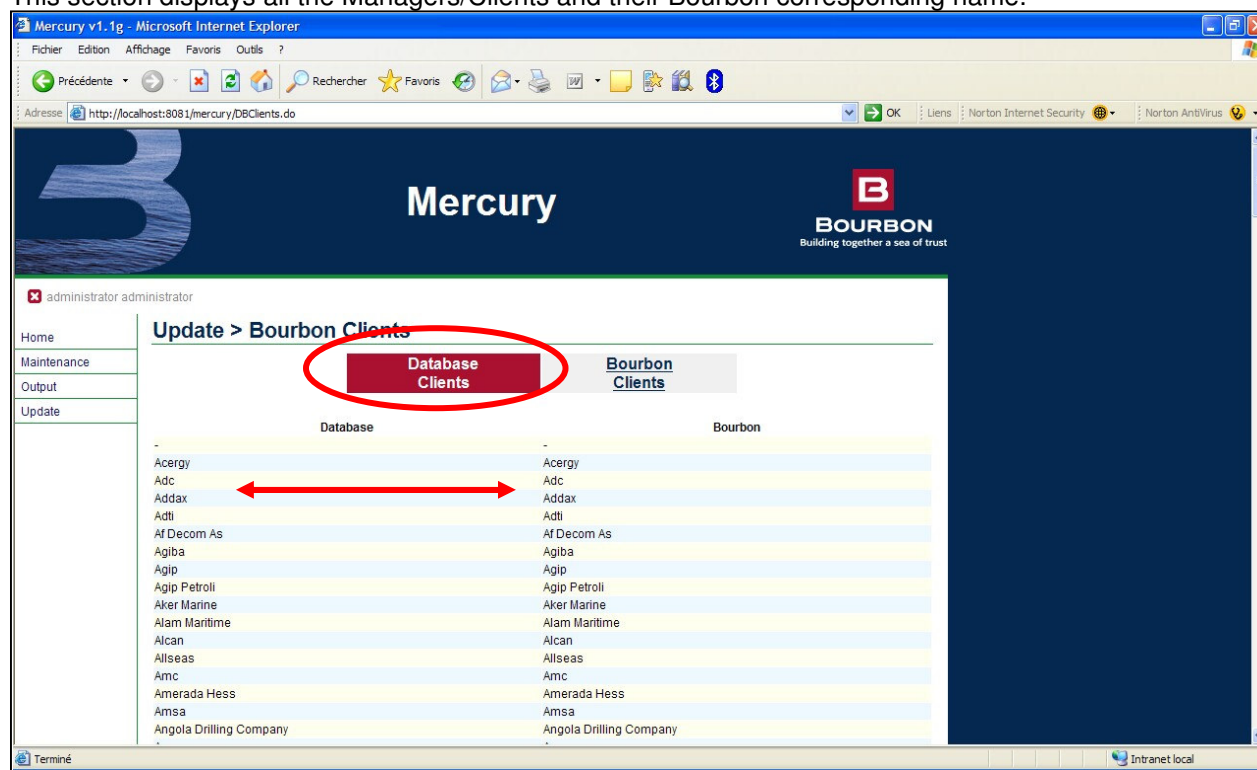 This section displays all the Managers/Clients and their Bourbon corresponding name.
Mercury v1.1g - Microsoft Internet Explorer
Fichier Edition Affichage Favoris Outils ?
Précédente Rechercher Favoris
Adresse http://localhost:8081/mercury/DBClients.do OK Liens Norton Internet Security Norton AntiVirus
Mercury
B
BOURBON
Building together a sea of trust
administrator administrator
Home
Maintenance
Output
Update
Update > Bourbon Clients
Database Clients
Bourbon Clients
Database Bourbon
- -
Acergy Acergy
Adc Adc
Addax Addax
Adti Adti
Af Decom As Af Decom As
Agiba Agiba
Agip Agip
Agip Petroli Agip Petroli
Aker Marine Aker Marine
Alam Maritime Alam Maritime
Alcan Alcan
Allseas Allseas
Amc Amc
Amerada Hess Amerada Hess
Amsa Amsa
Angola Drilling Company Angola Drilling Company
Terminé Intranet local